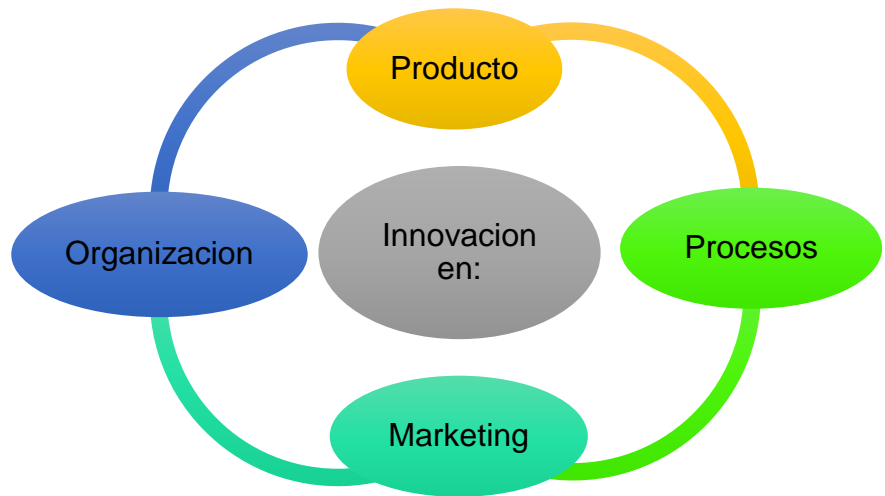 Producto
Organizacion
Innovacion
en:
Procesos
Marketing